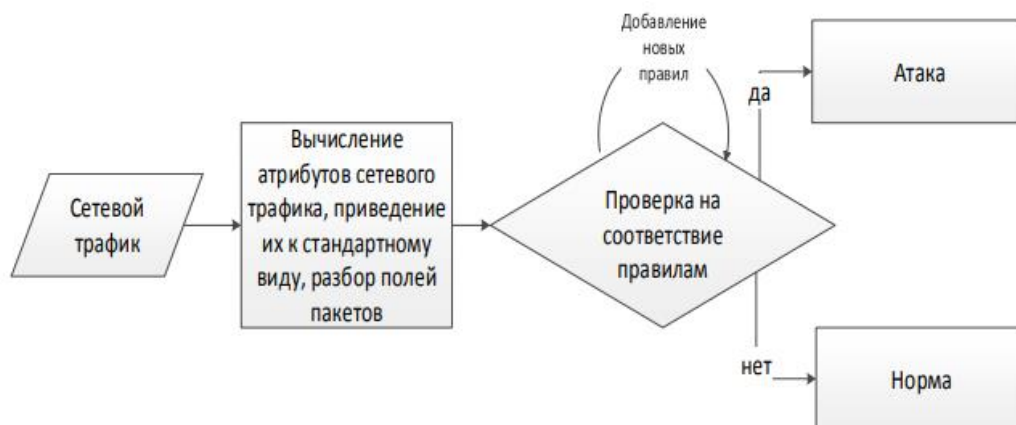 Сетевой
трафик
Вычисление
атрибутов сетевого
трафика, приведение
их к стандартному
виду, разбор полей
пакетов
Добавление
новых
правил
Проверка на
соответствие
правилам
да
Атака
нет
Норма